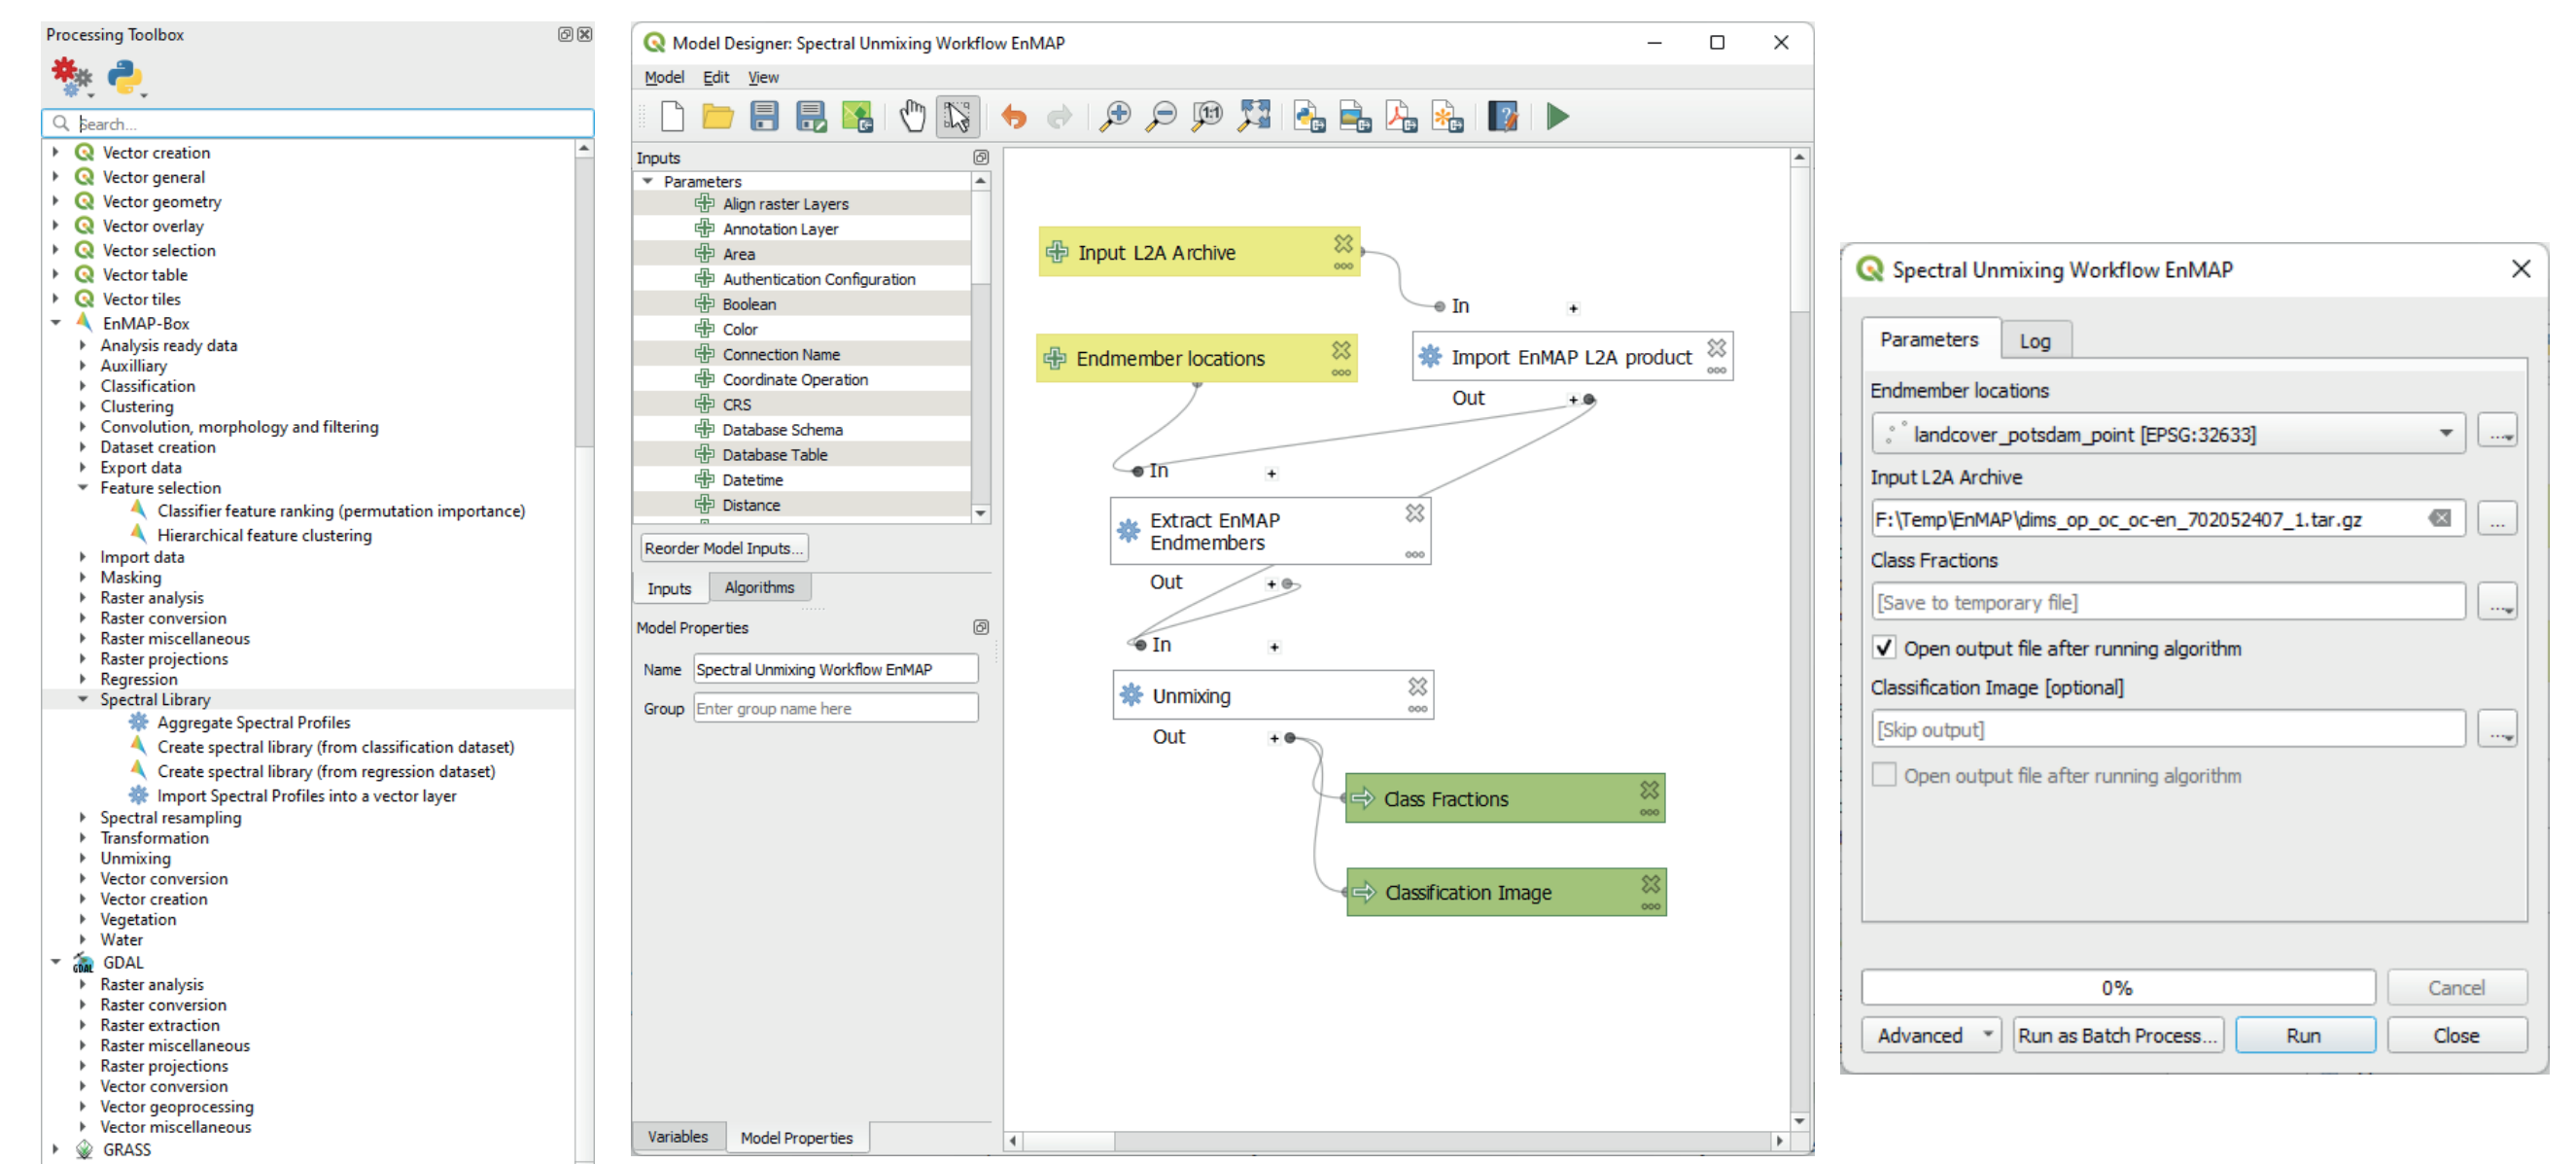 Processing Toolbox
Search...
Vector creation
Vector general
Vector geometry
Vector overlay
Vector selection
Vector table
Vector tiles
EnMAP-Box
Analysis ready data
Auxilliary
Classification
Clustering
Convolution, morphology and filtering
Dataset creation
Export data
Feature selection
Classifier feature ranking (permutation importance)
Hierarchical feature clustering
Import data
Masking
Raster analysis
Raster conversion
Raster miscellaneous
Raster projections
Regression
Spectral Library
Aggregate Spectral Profiles
Create spectral library (from classification dataset)
Create spectral library (from regression dataset)
Import Spectral Profiles into a vector layer
Spectral resampling
Transformation
Unmixing
Vector conversion
Vector creation
Vegetation
Water
GDAL
GDAL
Raster analysis
Raster conversion
Raster extraction
Raster miscellaneous
Raster projections
Vector conversion
Vector geoprocessing
Vector miscellaneous
GRASS
Model Designer: Spectral Unmixing Workflow EnMAP
Model Edit View
1:1
Inputs
Parameters
Align raster Layers
Annotation Layer
Area
Authentication Configuration
Boolean
Color
Connection Name
Coordinate Operation
CRS
Database Schema
Database Table
Datetime
Distance
Reorder Model Inputs...
Inputs Algorithms
Model Properties
Name Spectral Unmixing Workflow EnMAP
Group Enter group name here
Variables Model Properties
Input L2A Archive
In +
Endmember locations
Import EnMAP L2A product
Out +
In +
Extract EnMAP
Endmembers
Out +
In +
Unmixing
Out +
Class Fractions
Classification Image
Spectral Unmixing Workflow EnMAP
Parameters Log
Endmember locations
landcover_potsdam_point [EPSG:32633]
...
Input L2A Archive
F:\Temp\EnMAP\dims_op_oc_oc-en_702052407_1.tar.gz
...
Class Fractions
[Save to temporary file]
...
Open output file after running algorithm
Classification Image [optional]
[Skip output]
...
Open output file after running algorithm
0% Cancel
Advanced Run as Batch Process... Run Close